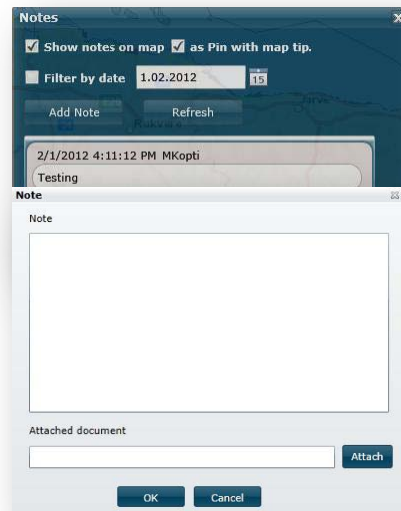 Notes
Show notes on map as Pin with map tip.
Filter by date 1.02.2012 15
Add Note Refresh
2/1/2012 4:11:12 PM MKopti
Testing
Note
Note
Attached document
Attach
OK Cancel